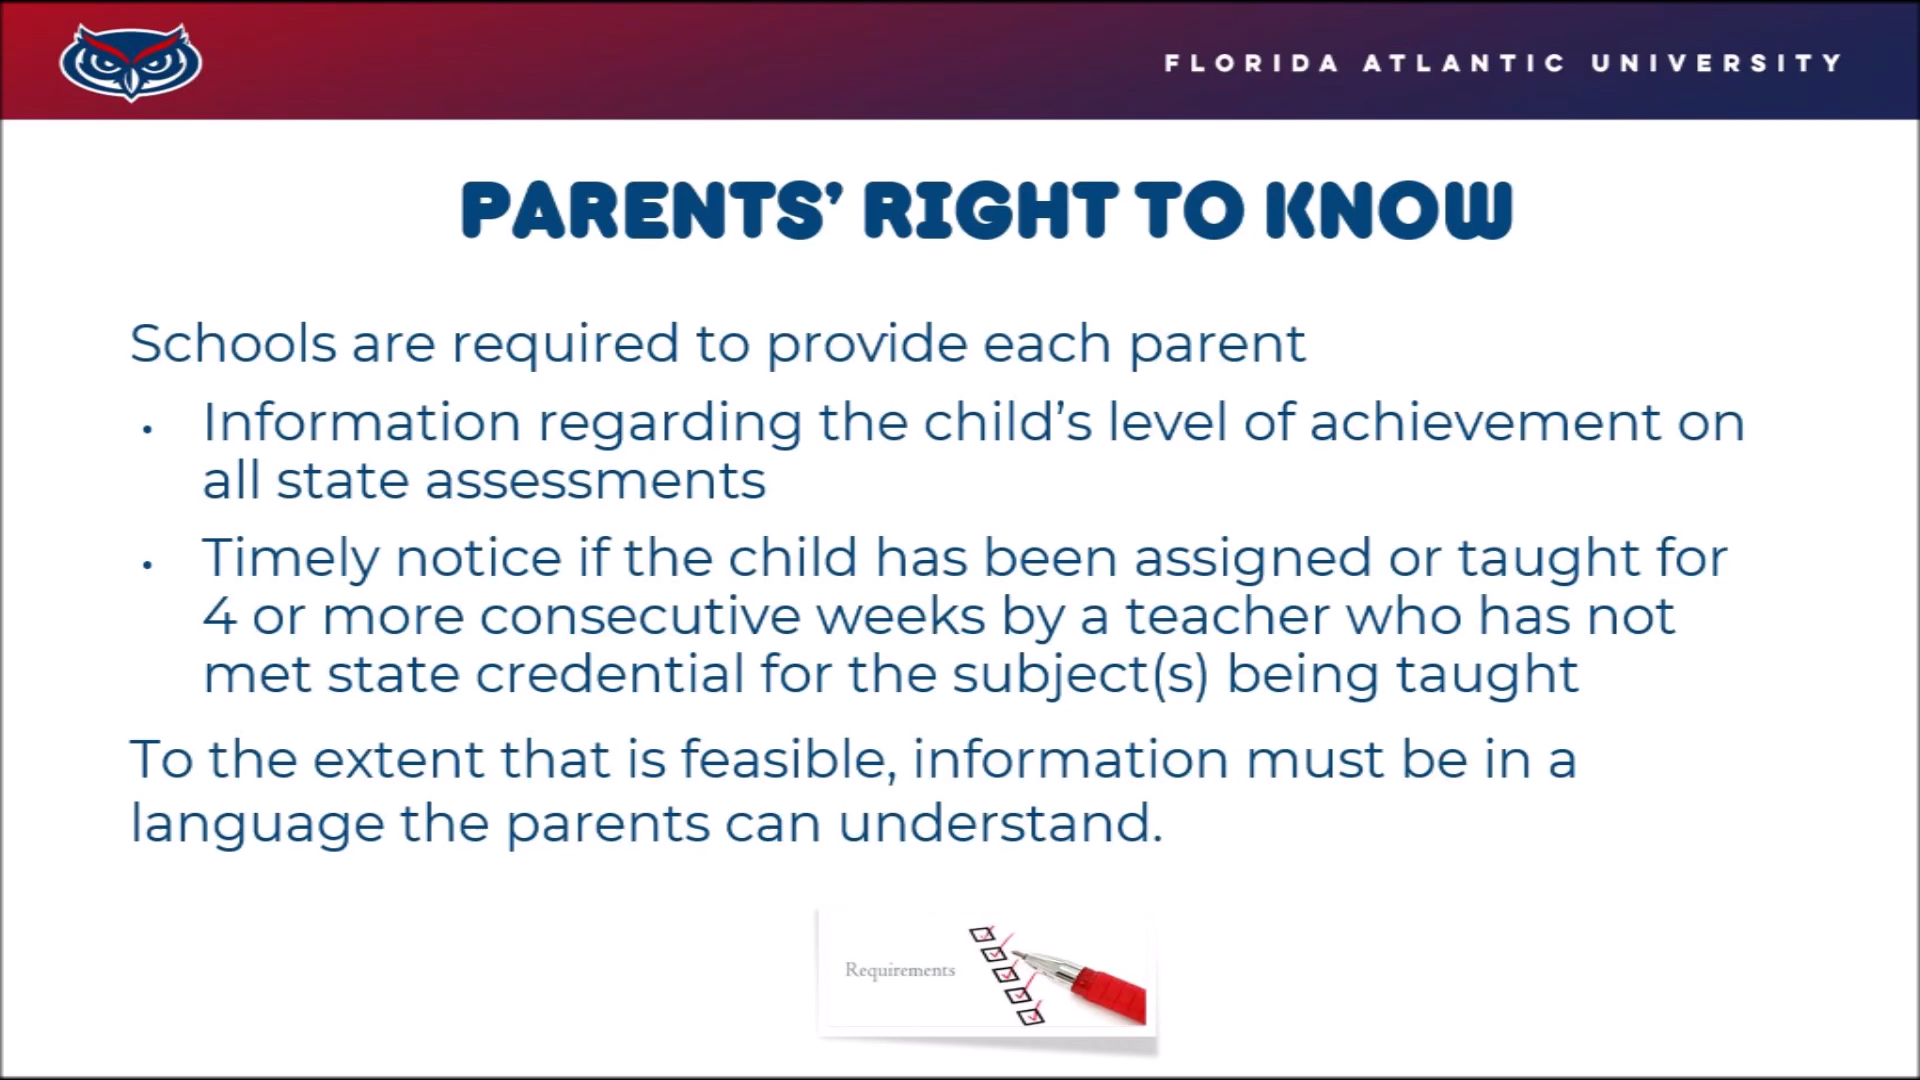 FLORIDA ATLANTIC UNIVERSITY
PARENTS’ RIGHT TO KNOW
Schools are required to provide each parent
• Information regarding the child’s level of achievement on
all state assessments
• Timely notice if the child has been assigned or taught for
4 or more consecutive weeks by a teacher who has not
met state credential for the subject(s) being taught
To the extent that is feasible, information must be in a
language the parents can understand.
Requirements